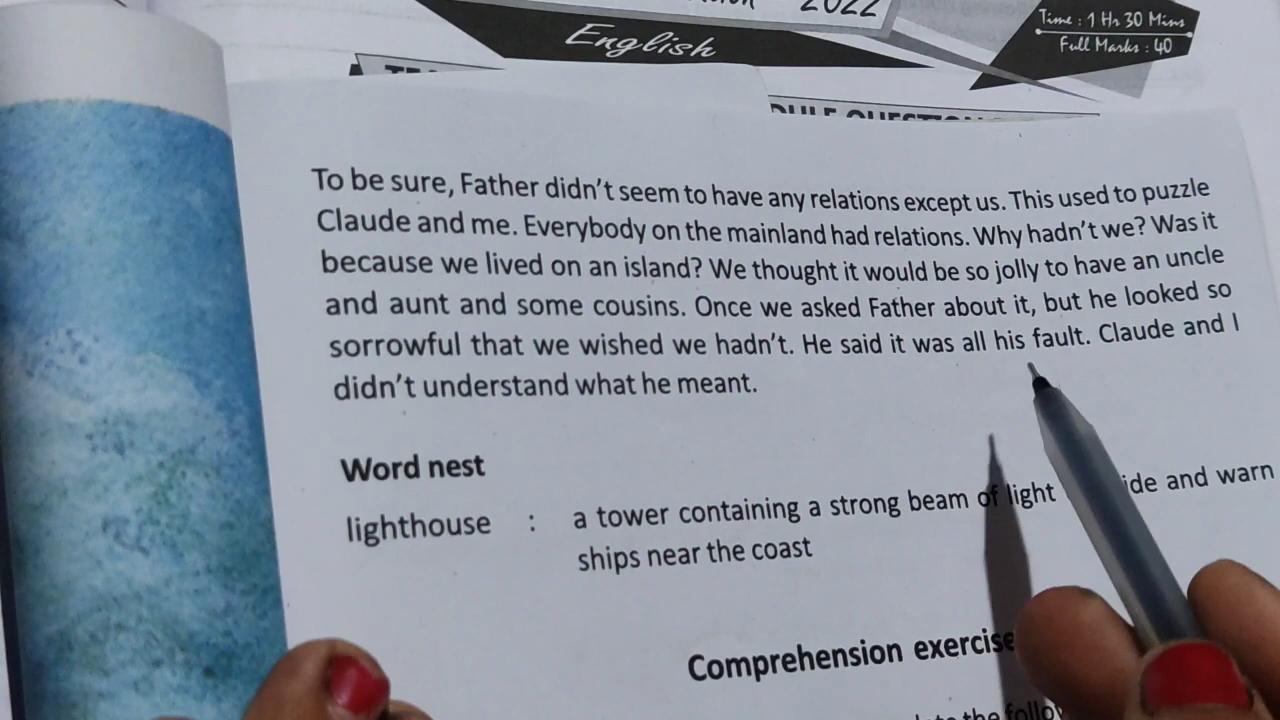 2022
English
Time : 1 Hr 30 Mins
Full Marks : 40
To be sure, Father didn't seem to have any relations except us. This used to puzzle
Claude and me. Everybody on the mainland had relations. Why hadn't we? Was it
because we lived on an island? We thought it would be so jolly to have an uncle
and aunt and some cousins. Once we asked Father about it, but he looked so
sorrowful that we wished we hadn't. He said it was all his fault. Claude and I
didn't understand what he meant.
Word nest
lighthouse : a tower containing a strong beam of light and warn
ships near the coast
Comprehension exercise
the